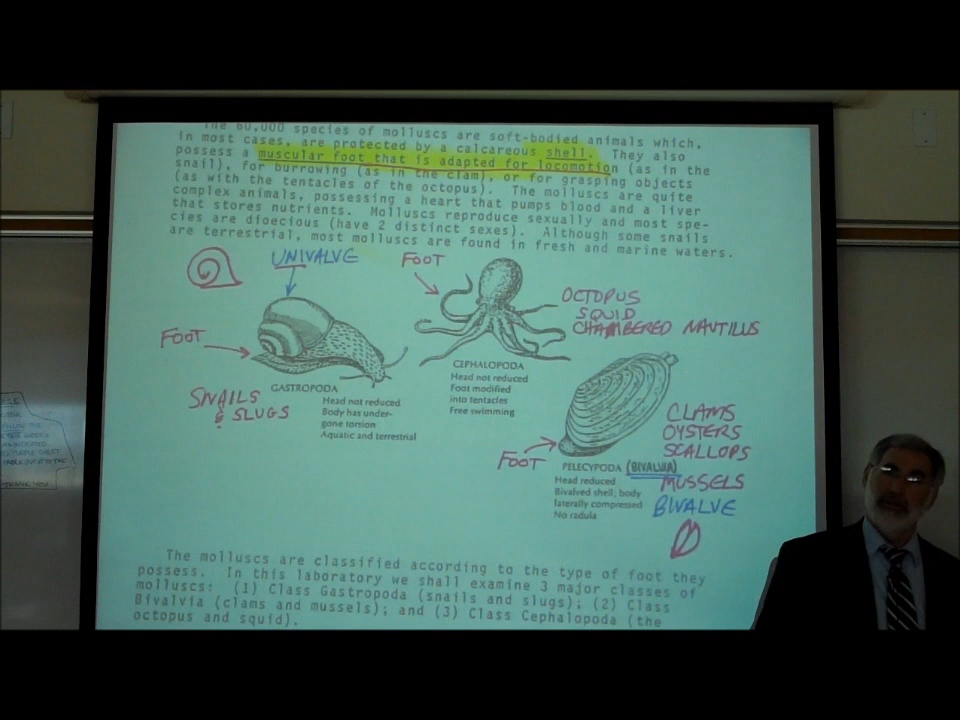 The 60,000 species of molluscs are soft-bodied animals which,
in most cases, are protected by a calcareous shell. They also
possess a muscular foot that is adapted for locomotion (as in the
snail), for burrowing (as in the clam), or for grasping objects
(as with the tentacles of the octopus). The molluscs are quite
complex animals, possessing a heart that pumps blood and a liver
that stores nutrients. Molluscs reproduce sexually and most spe-
cies are dioecious (have 2 distinct sexes). Although some snails
are terrestrial, most molluscs are found in fresh and marine waters.
UNIVALVE
FOOT
OCTOPUS
SQUID
CHAMBERED NAUTILUS
FOOT
CEPHALOPODA
Head not reduced
Foot modified
into tentacles
Free swimming
GASTROPODA
Head not reduced
Body has under-
gone torsion
Aquatic and terrestrial
SNAILS
& SLUGS
CLAMS
OYSTERS
SCALLOPS
MUSSELS
BIVALVE
FOOT
PELECYPODA (BIVALVIA)
Head reduced
Bivalved shell; body
laterally compressed
No radula
The molluscs are classified according to the type of foot they
possess. In this laboratory we shall examine 3 major classes of
molluscs: (1) Class Gastropoda (snails and slugs); (2) Class
Bivalvia (clams and mussels); and (3) Class Cephalopoda (the
octopus and squid).
THANK YOU